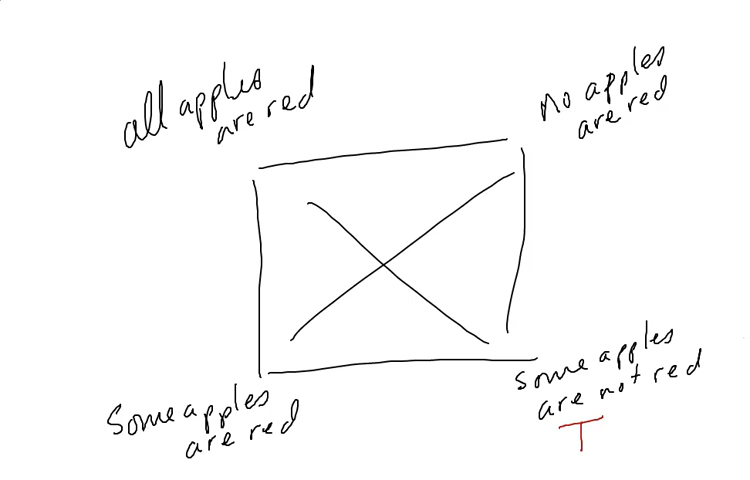 all apples
are red
no apples
are red
Some apples
are red
Some apples
are not red
T